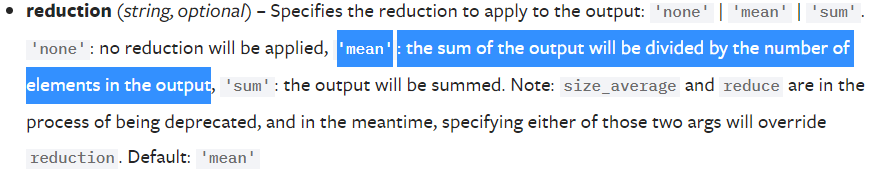 • reduction (string, optional) – Specifies the reduction to apply to the output: 'none' | 'mean' | 'sum'.
'none': no reduction will be applied, 'mean': the sum of the output will be divided by the number of
elements in the output, 'sum': the output will be summed. Note: size_average and reduce are in the
process of being deprecated, and in the meantime, specifying either of those two args will override
reduction. Default: 'mean'